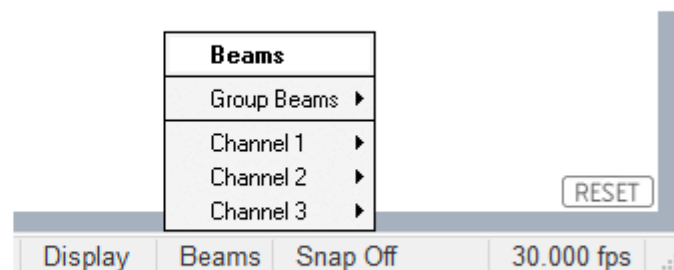 Beams
Group Beams
Channel 1
Channel 2
Channel 3
RESET
Display Beams Snap Off 30.000 fps